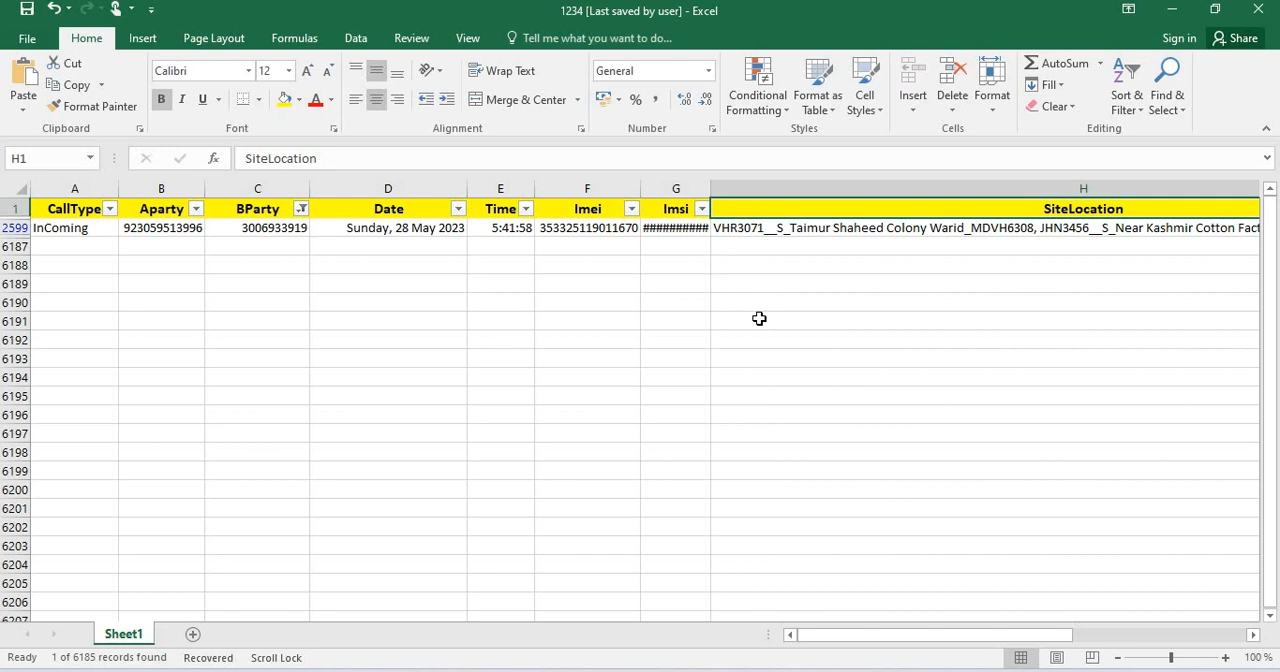 1234 [Last saved by user] - Excel
File Home Insert Page Layout Formulas Data Review View Tell me what you want to do... Sign in Share
Paste Cut Copy Format Painter
Calibri 12 B I U
Wrap Text Merge & Center
General % ,
Conditional Formatting Format as Table Cell Styles
Insert Delete Format
AutoSum Fill Clear Sort & Filter Find & Select
Clipboard Font Alignment Number Styles Cells Editing
H1 fx SiteLocation
A B C D E F G H
1 CallType Aparty BParty Date Time Imei Imsi SiteLocation
2599 InComing 923059513996 3006933919 Sunday, 28 May 2023 5:41:58 353325119011670 ########## VHR3071__S_Taimur Shaheed Colony Warid_MDVH6308, JHN3456__S_Near Kashmir Cotton Fact
6187
6188
6189
6190
6191
6192
6193
6194
6195
6196
6197
6198
6199
6200
6201
6202
6203
6204
6205
6206
6207
Sheet1
Ready 1 of 6185 records found Recovered Scroll Lock 100 %